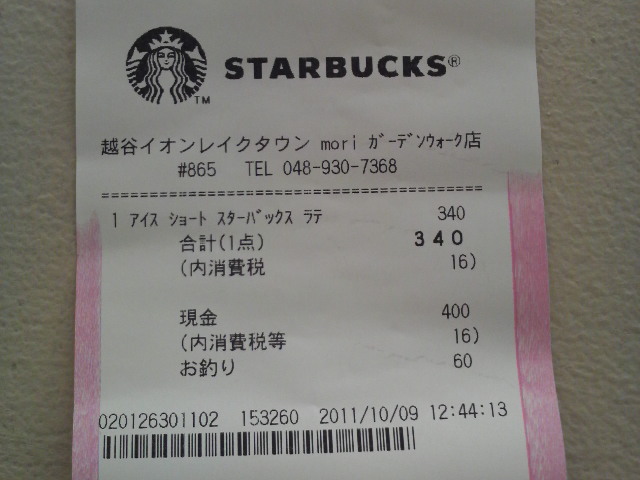 STARBUCKS®
TM
越谷イオンレイクタウン mori ｶﾞｰﾃﾞﾝｳｫｰｸ店
#865 TEL 048-930-7368
================================================
1 ｱｲｽ ｼｮｰﾄ ｽﾀｰﾊﾞｯｸｽ ﾗﾃ 340
合計(1点) 340
(内消費税 16)
現金 400
(内消費税等 16)
お釣り 60
020126301102 153260 2011/10/09 12:44:13